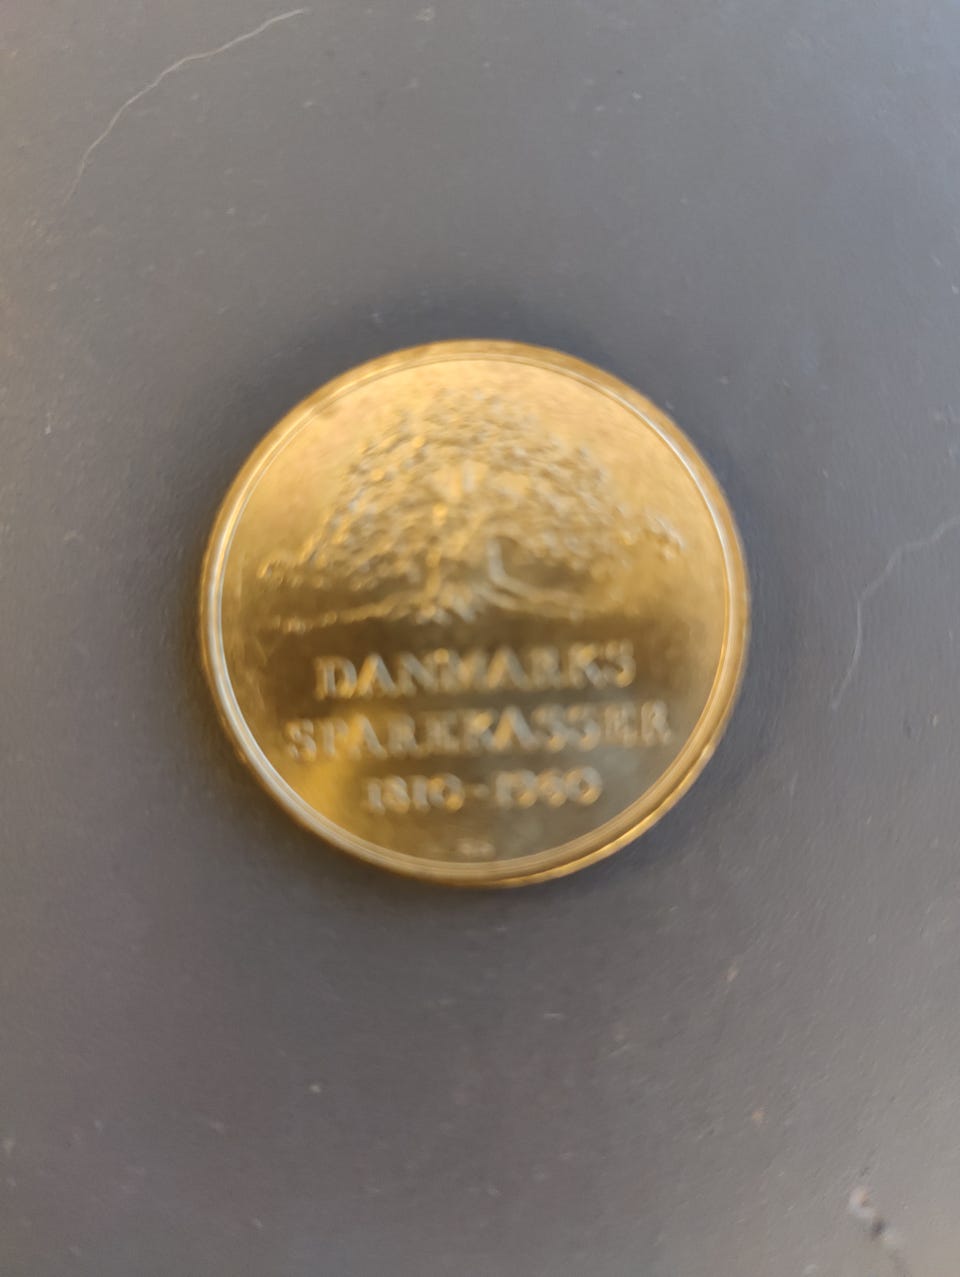 DANMARKS
SPAREKASSER
1810-1960